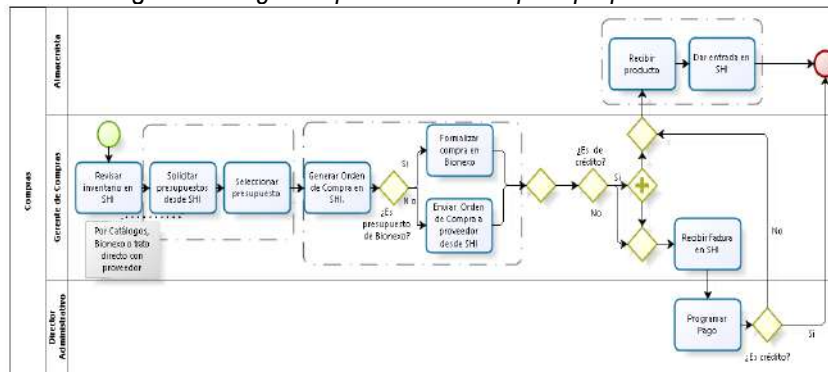 Compras
Almacenista
Gerente de Compras
Director
Administrativo
Recibir
producto
Dar entrada en
SHI
Revisar
inventario en
SHI
Solicitar
presupuestos
desde SHI
Seleccionar
presupuesto
Por Catálogos,
Bionexo o trato
directo con
proveedor
Generar Orden
de Compra en
SHI.
¿Es
presupuesto
de Bionexo?
Si
No
Formalizar
compra en
Bionexo
Enviar Orden
de Compra a
proveedor
desde SHI
¿Es de
crédito?
Si
No
Recibir factura
en SHI
Programar
Pago
¿Es crédito?
No
Si